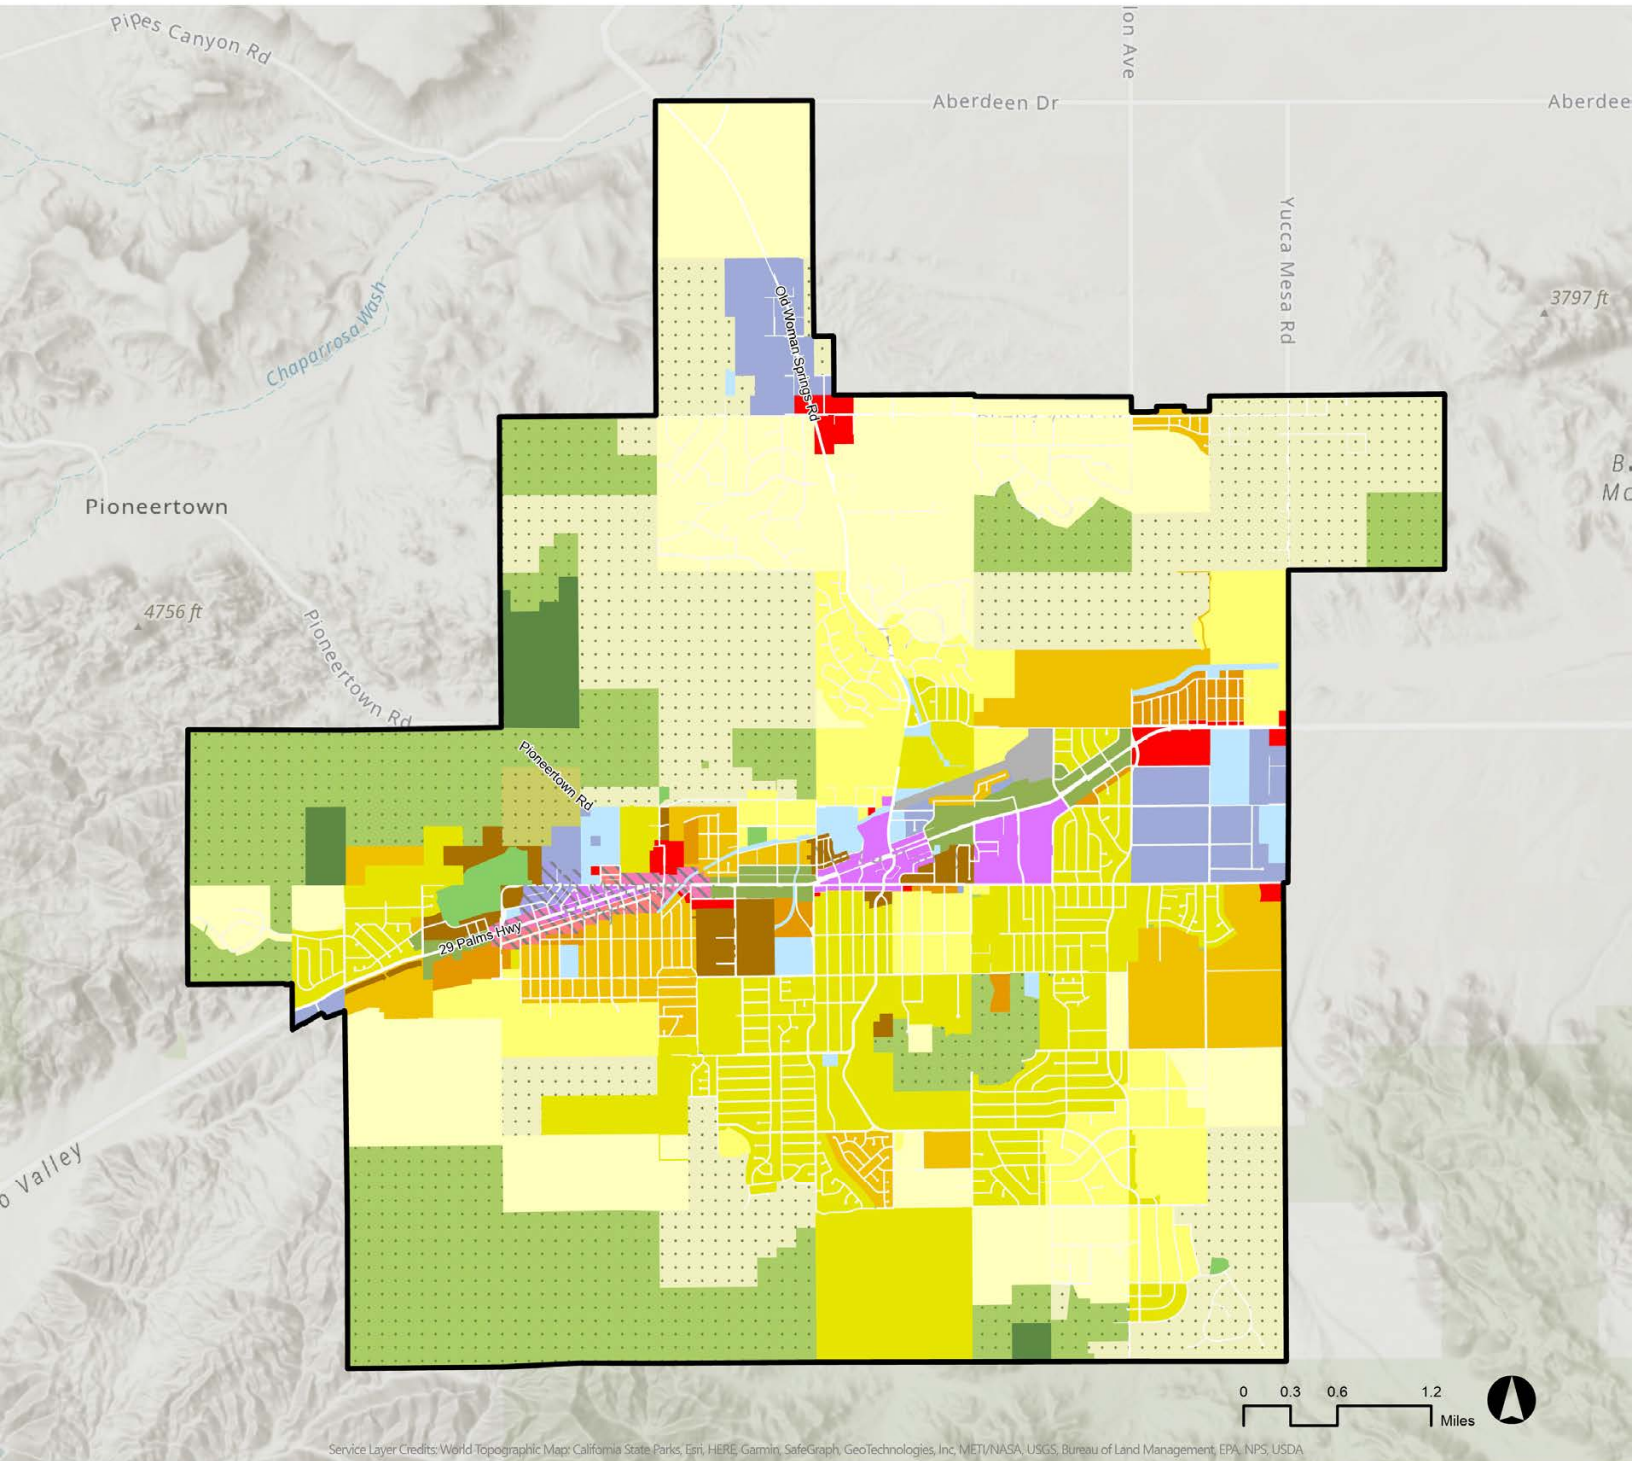 Pipes Canyon Rd
lon Ave
Aberdeen Dr
Aberdee
Yucca Mesa Rd
3797 ft
Chaparrosa Wash
Old Woman Springs Rd
B.
Mc
Pioneertown
4756 ft
Pioneertown Rd
Pioneertown Rd
29 Palms Hwy
o Valley
0 0.3 0.6 1.2
Miles
Service Layer Credits: World Topographic Map: California State Parks, Esri, HERE, Garmin, SafeGraph, GeoTechnologies, Inc, METI/NASA, USGS, Bureau of Land Management, EPA, NPS, USDA